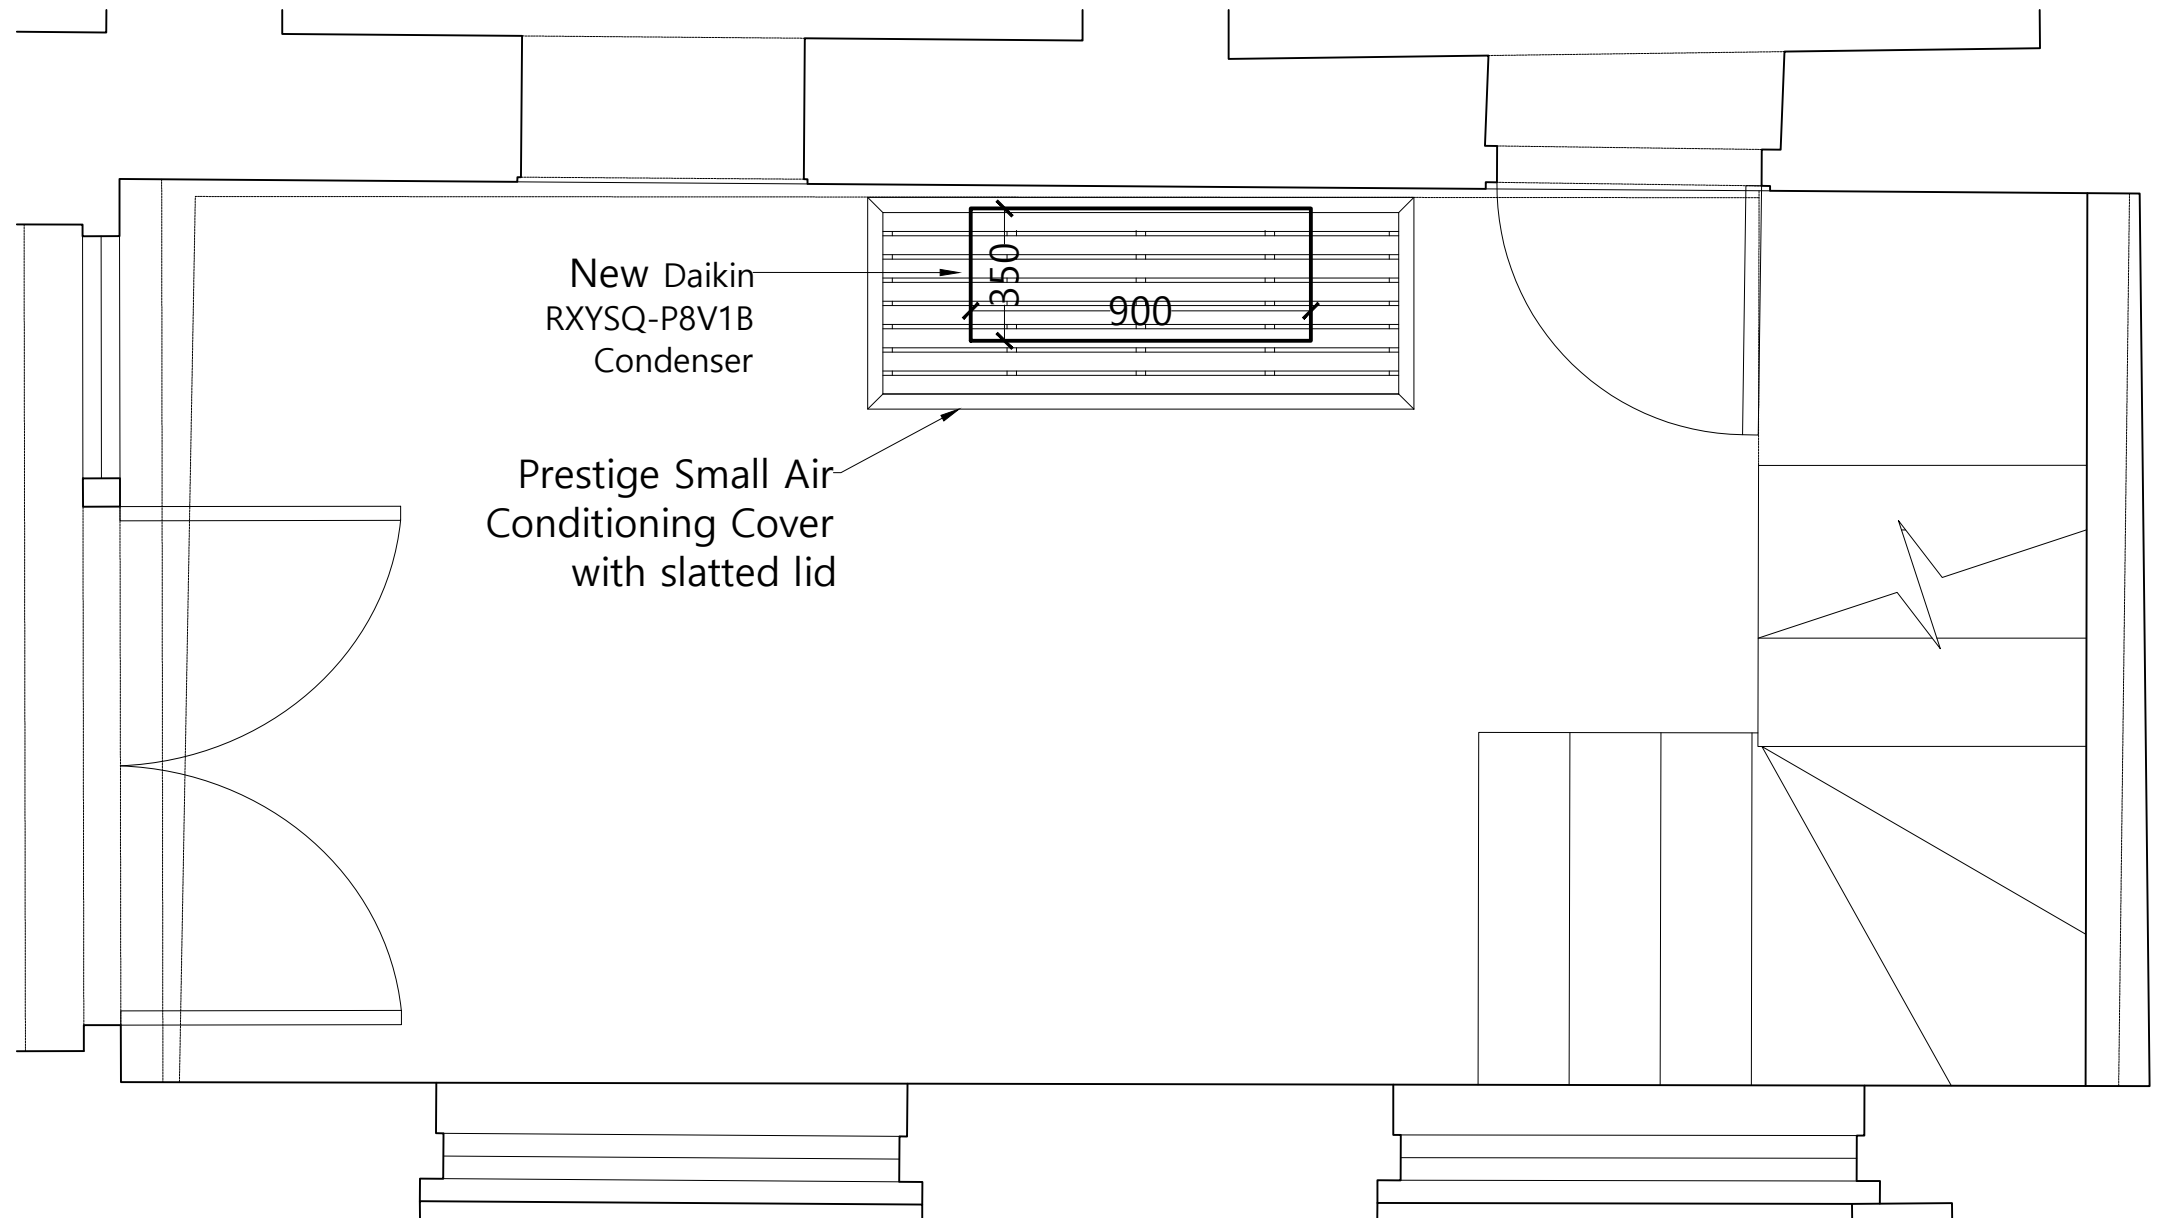 New Daikin
RXYSQ-P8V1B
Condenser
350
900
Prestige Small Air
Conditioning Cover
with slatted lid